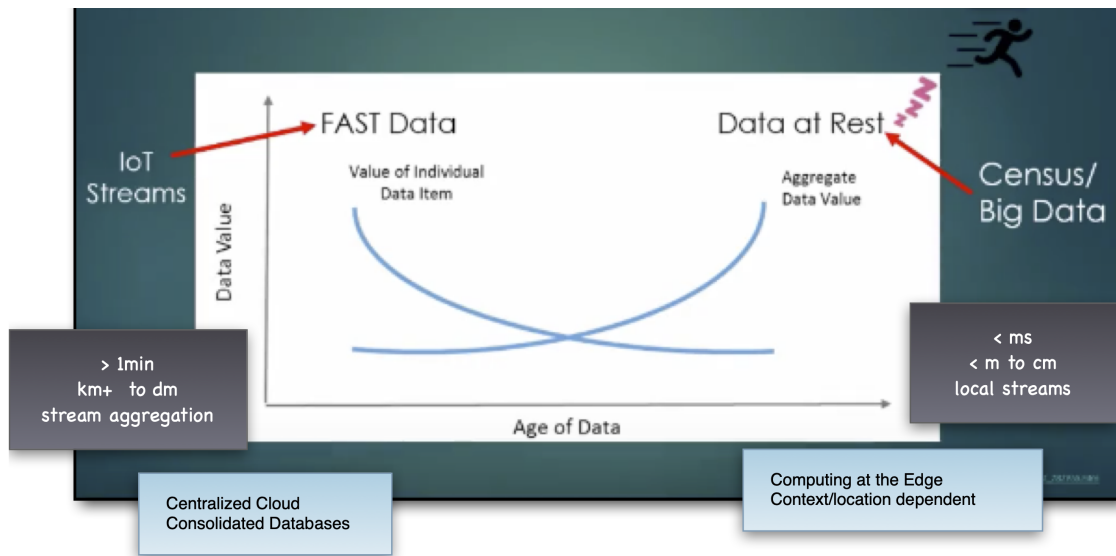 FAST Data
Data at Rest
zzZ
IoT
Streams
Value of Individual
Data Item
Aggregate
Data Value
Census/
Big Data
Data Value
> 1min
km+ to dm
stream aggregation
< ms
< m to cm
local streams
Age of Data
Centralized Cloud
Consolidated Databases
Computing at the Edge
Context/location dependent